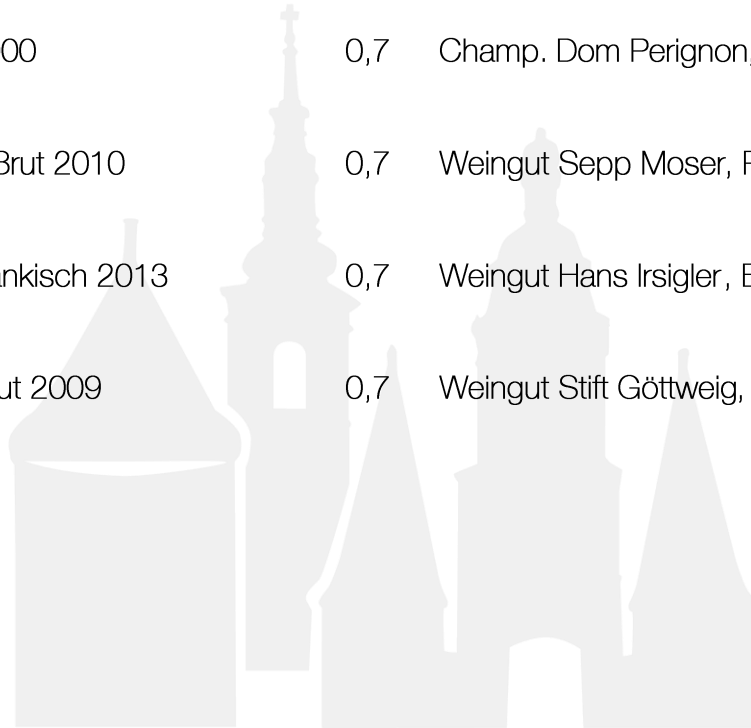 00 0,7 Champ. Dom Perignon,
Brut 2010 0,7 Weingut Sepp Moser,
ankisch 2013 0,7 Weingut Hans Irsigler,
ut 2009 0,7 Weingut Stift Göttweig,